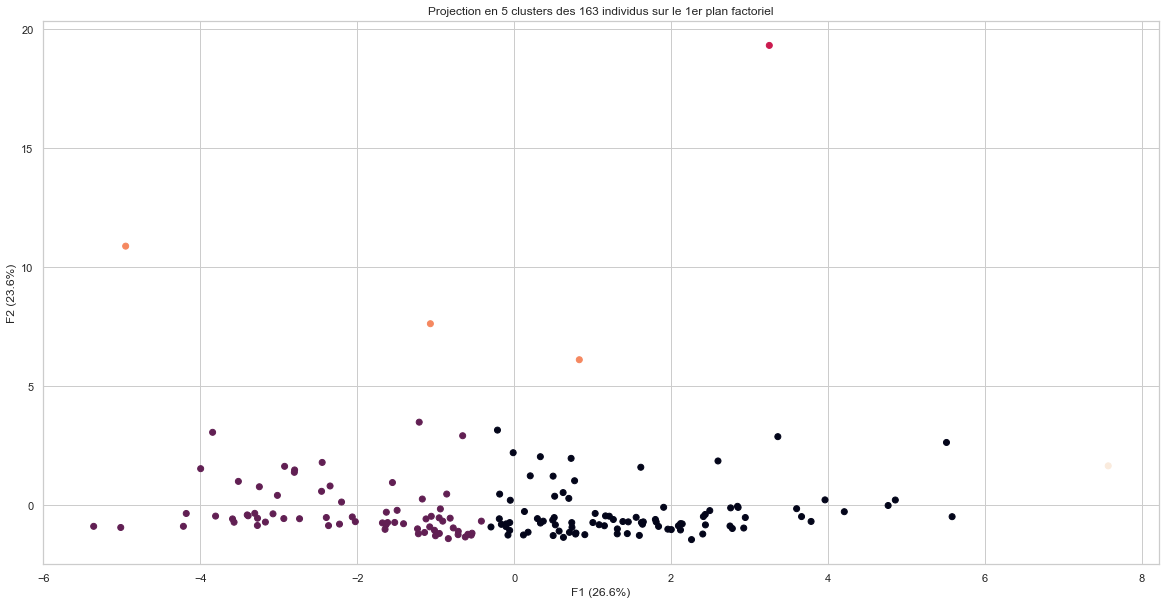 Projection en 5 clusters des 163 individus sur le 1er plan factoriel
20
15
10
5
0
F2 (23.6%)
−6 −4 −2 0 2 4 6 8
F1 (26.6%)